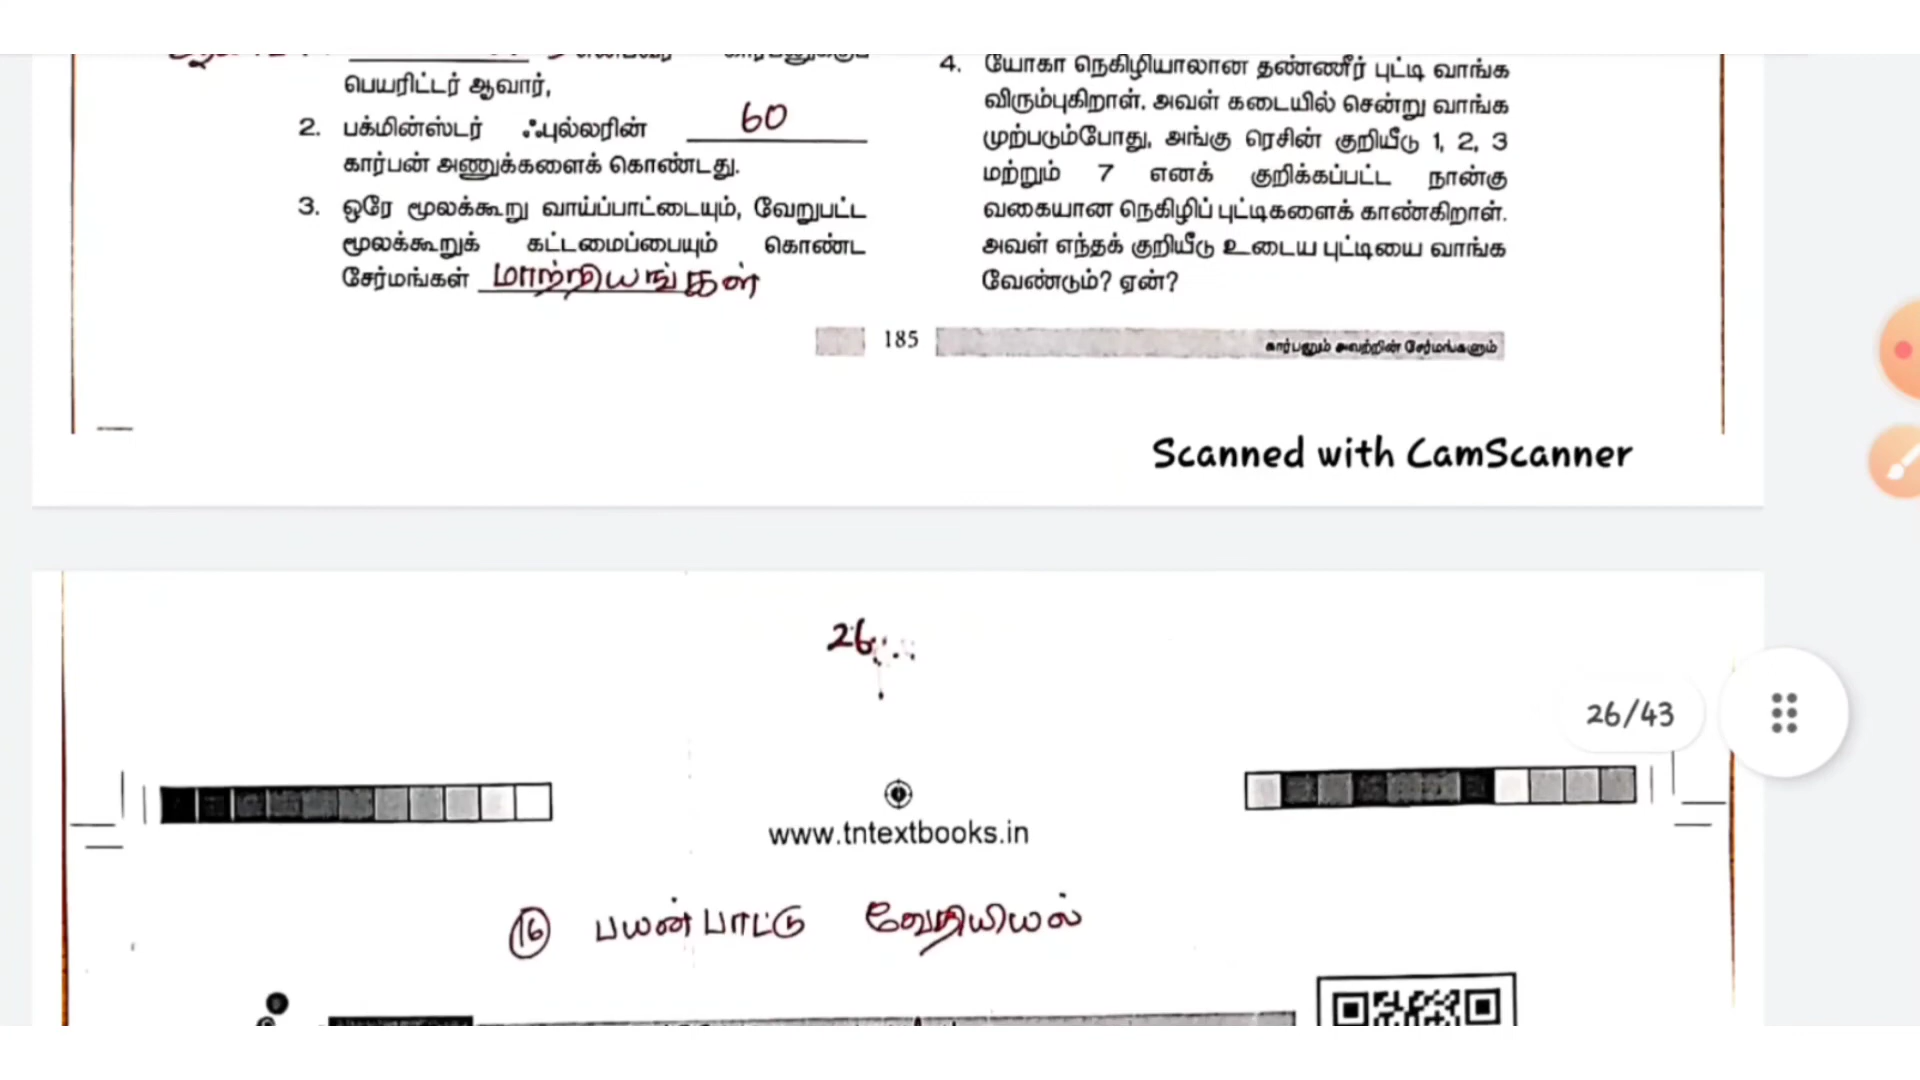 பெயரிட்டர் ஆவார்,
2. பக்மின்ஸ்டர் ஃபுல்லரின் 60
கார்பன் அணுக்களைக் கொண்டது.
3. ஒரே மூலக்கூறு வாய்ப்பாட்டையும், வேறுபட்ட
மூலக்கூறுக் கட்டமைப்பையும் கொண்ட
சேர்மங்கள் மாற்றியங்கள்
4. யோகா நெகிழியாலான தண்ணீர் புட்டி வாங்க
விரும்புகிறாள். அவள் கடையில் சென்று வாங்க
முற்படும்போது, அங்கு ரெசின் குறியீடு 1, 2, 3
மற்றும் 7 எனக் குறிக்கப்பட்ட நான்கு
வகையான நெகிழிப் புட்டிகளைக் காண்கிறாள்.
அவள் எந்தக் குறியீடு உடைய புட்டியை வாங்க
வேண்டும்? ஏன்?
185
கார்பனும் அவற்றின் சேர்மங்களும்
Scanned with CamScanner
26
26/43
www.tntextbooks.in
16 பயன்பாட்டு வேதியியல்